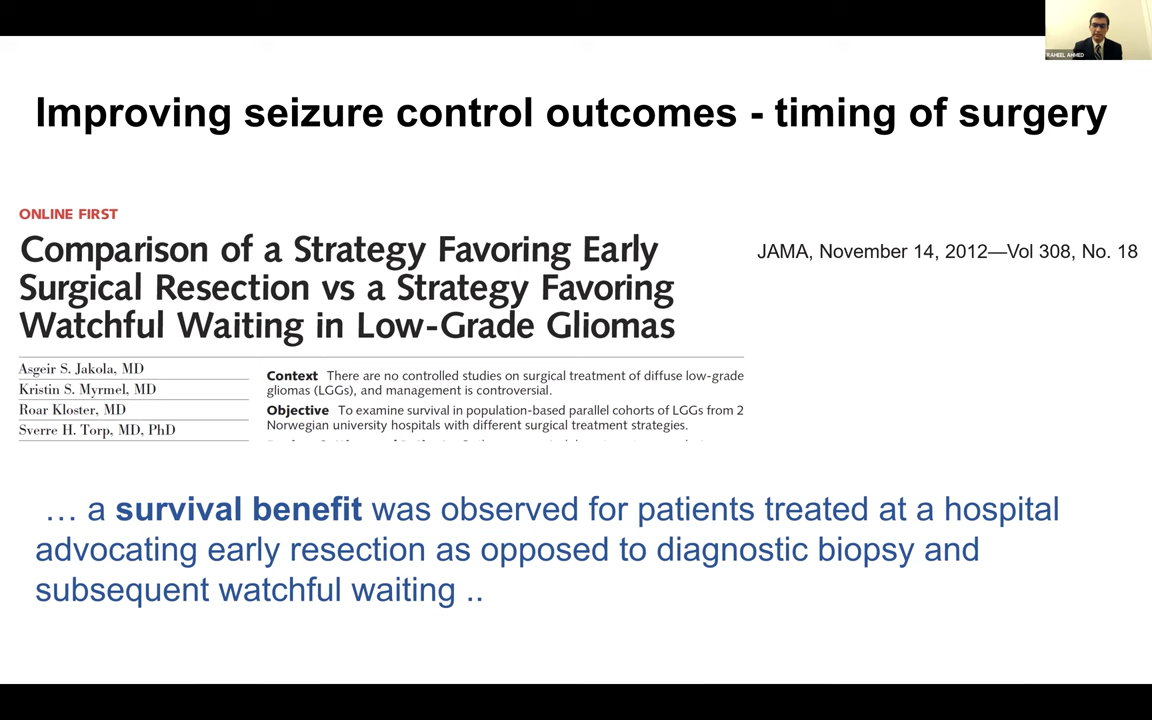 RAHEEL AHMED
Improving seizure control outcomes - timing of surgery
ONLINE FIRST
Comparison of a Strategy Favoring Early
Surgical Resection vs a Strategy Favoring
Watchful Waiting in Low-Grade Gliomas
JAMA, November 14, 2012—Vol 308, No. 18
Asgeir S. Jakola, MD
Kristin S. Myrmel, MD
Roar Kloster, MD
Sverre H. Torp, MD, PhD
Context There are no controlled studies on surgical treatment of diffuse low-grade
gliomas (LGGs), and management is controversial.
Objective To examine survival in population-based parallel cohorts of LGGs from 2
Norwegian university hospitals with different surgical treatment strategies.
… a survival benefit was observed for patients treated at a hospital
advocating early resection as opposed to diagnostic biopsy and
subsequent watchful waiting ..